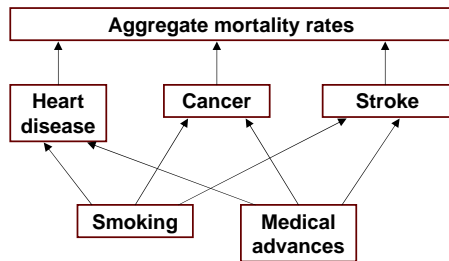 Aggregate mortality rates
Heart
disease
Cancer
Stroke
Smoking
Medical
advances